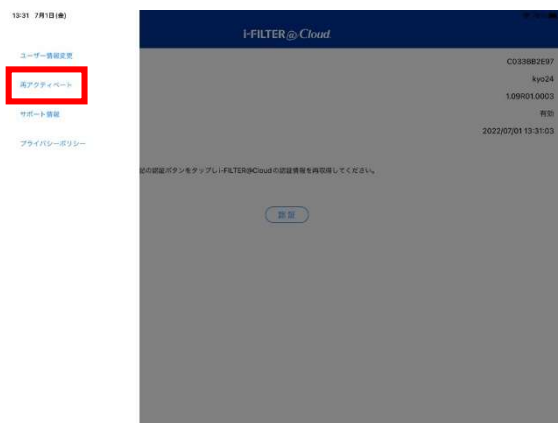 13:31 7月1日(金)
i-FILTER@Cloud
ユーザー情報変更
再アクティベート
サポート情報
プライバシーポリシー
C033BB2E97
kyo24
1.09R01.0003
有効
2022/07/01 13:31:03
記の認証ボタンをタップしi-FILTER@Cloudの認証情報を再取得してください。
認証